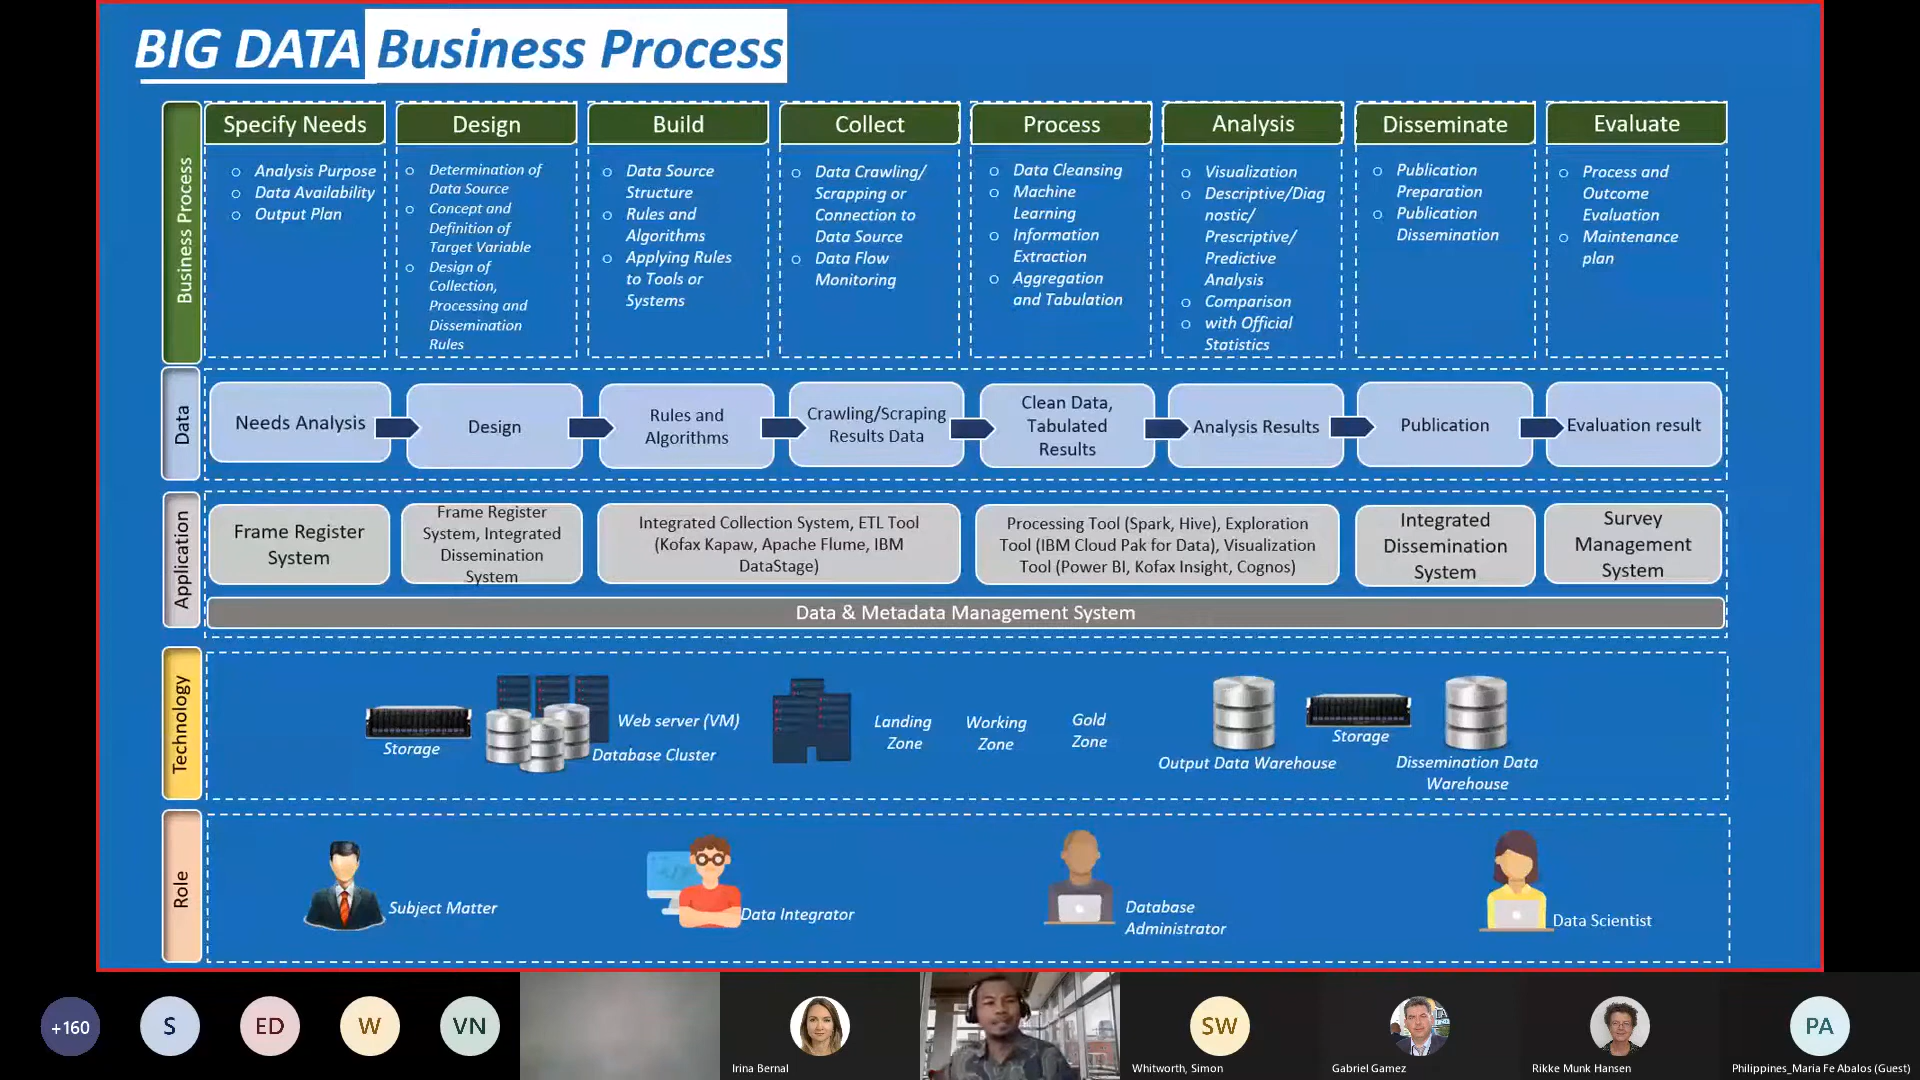 BIG DATA Business Process
Business Process
Specify Needs
Analysis Purpose
Data Availability
Output Plan
Design
Determination of
Data Source
Concept and
Definition of
Target Variable
Design of
Collection,
Processing and
Dissemination
Rules
Build
Data Source
Structure
Rules and
Algorithms
Applying Rules
to Tools or
Systems
Collect
Data Crawling/
Scrapping or
Connection to
Data Source
Data Flow
Monitoring
Process
Data Cleansing
Machine
Learning
Information
Extraction
Aggregation
and Tabulation
Analysis
Visualization
Descriptive/Diag
nostic/
Prescriptive/
Predictive
Analysis
Comparison
with Official
Statistics
Disseminate
Publication
Preparation
Publication
Dissemination
Evaluate
Process and
Outcome
Evaluation
Maintenance
plan
Data
Needs Analysis
Design
Rules and
Algorithms
Crawling/Scraping
Results Data
Clean Data,
Tabulated
Results
Analysis Results
Publication
Evaluation result
Application
Frame Register
System
Frame Register
System, Integrated
Dissemination
System
Integrated Collection System, ETL Tool
(Kofax Kapaw, Apache Flume, IBM
DataStage)
Processing Tool (Spark, Hive), Exploration
Tool (IBM Cloud Pak for Data), Visualization
Tool (Power BI, Kofax Insight, Cognos)
Integrated
Dissemination
System
Survey
Management
System
Data & Metadata Management System
Technology
Storage
Web server (VM)
Database Cluster
Landing
Zone
Working
Zone
Gold
Zone
Output Data Warehouse
Storage
Dissemination Data
Warehouse
Role
Subject Matter
Data Integrator
Database
Administrator
Data Scientist
+160
S
ED
W
VN
Irina Bernal
SW
Whitworth, Simon
Gabriel Gamez
Rikke Munk Hansen
PA
Philippines_Maria Fe Abalos (Guest)